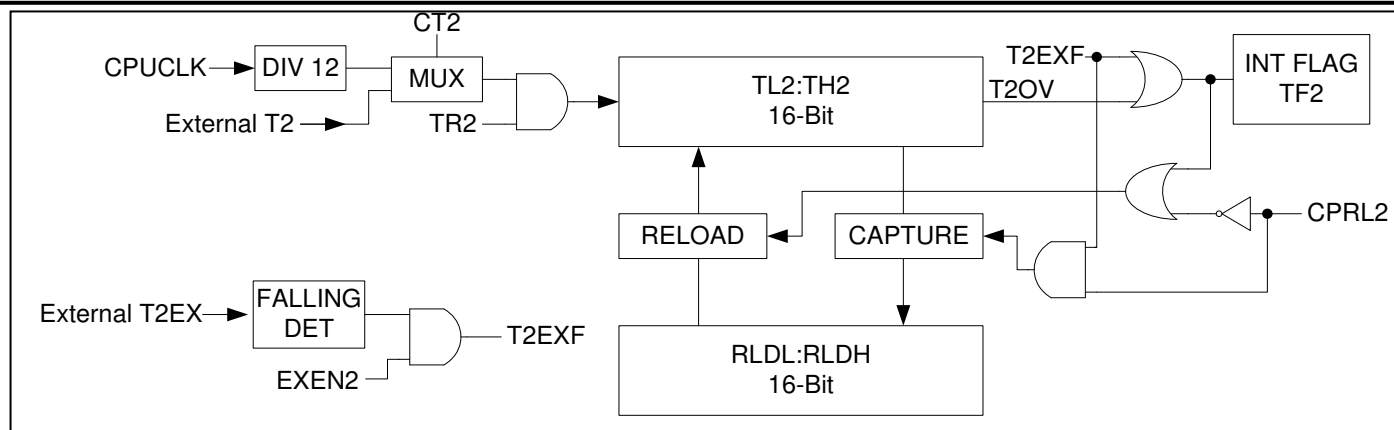 CT2
CPUCLK
DIV 12
MUX
External T2
TR2
TL2:TH2
16-Bit
T2EXF
T2OV
INT FLAG
TF2
RELOAD
CAPTURE
CPRL2
External T2EX
FALLING
DET
EXEN2
T2EXF
RLDL:RLDH
16-Bit